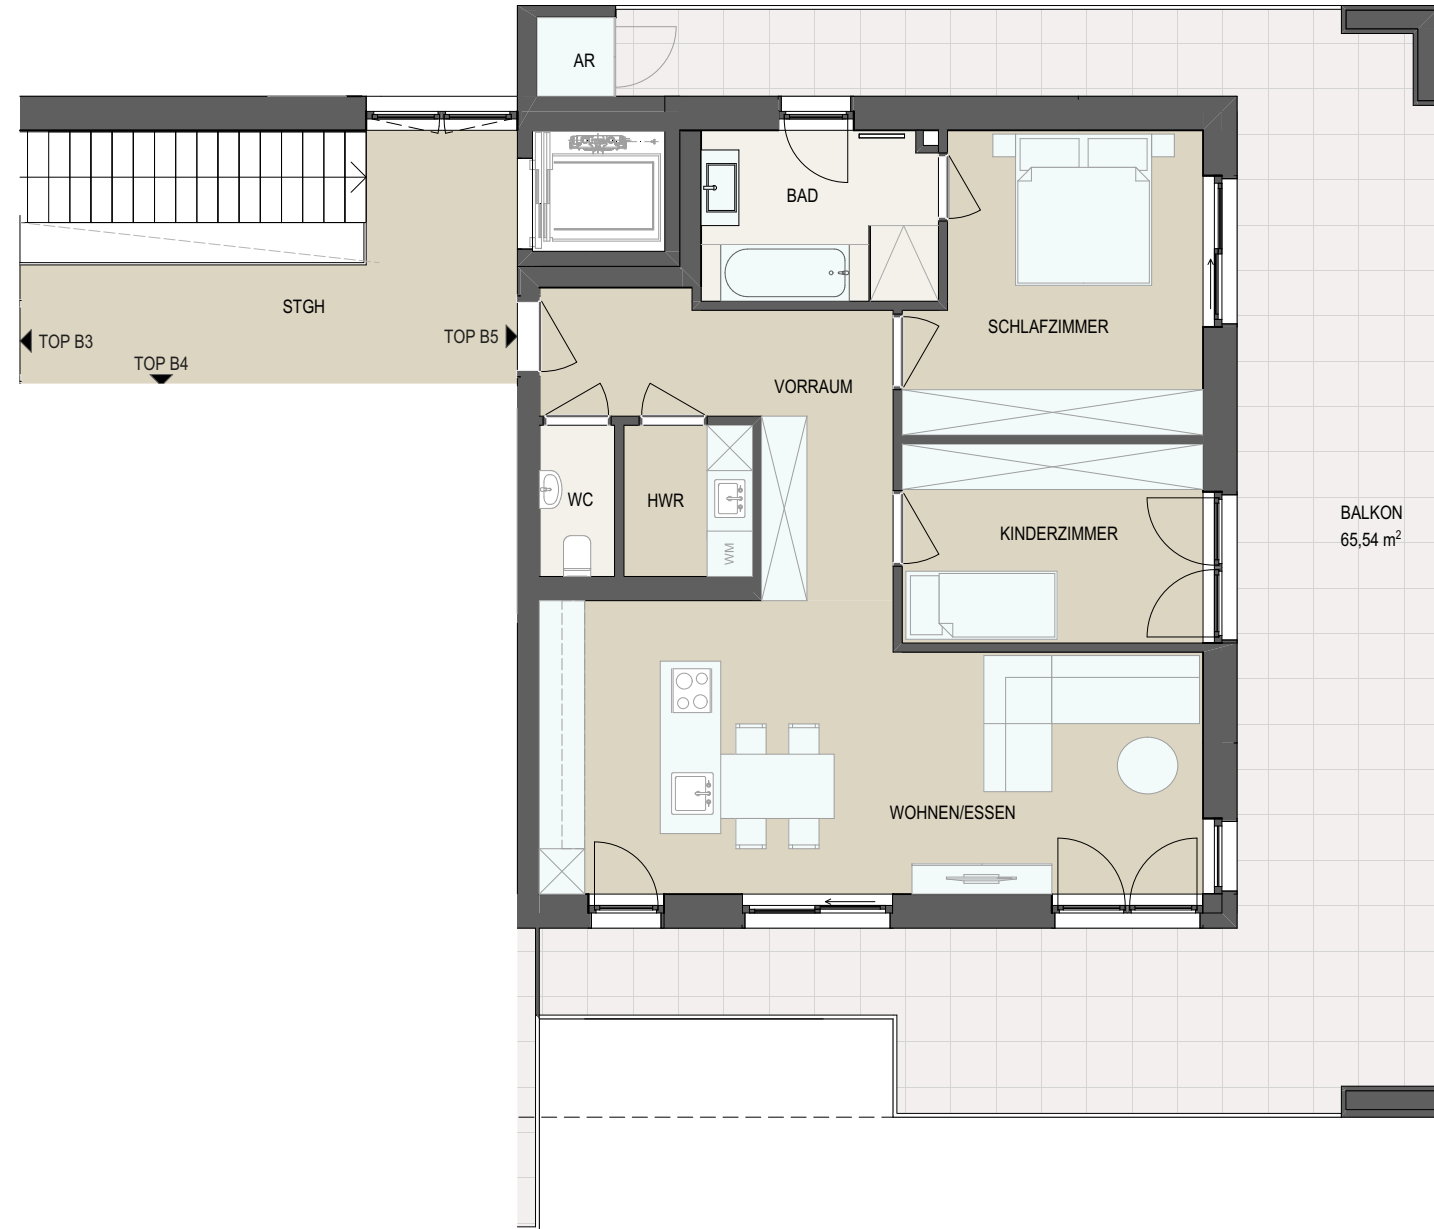 AR
BAD
STGH
SCHLAFZIMMER
TOP B3
TOP B4
TOP B5
VORRAUM
WC
HWR
WM
KINDERZIMMER
BALKON
65,54 m²
WOHNEN/ESSEN